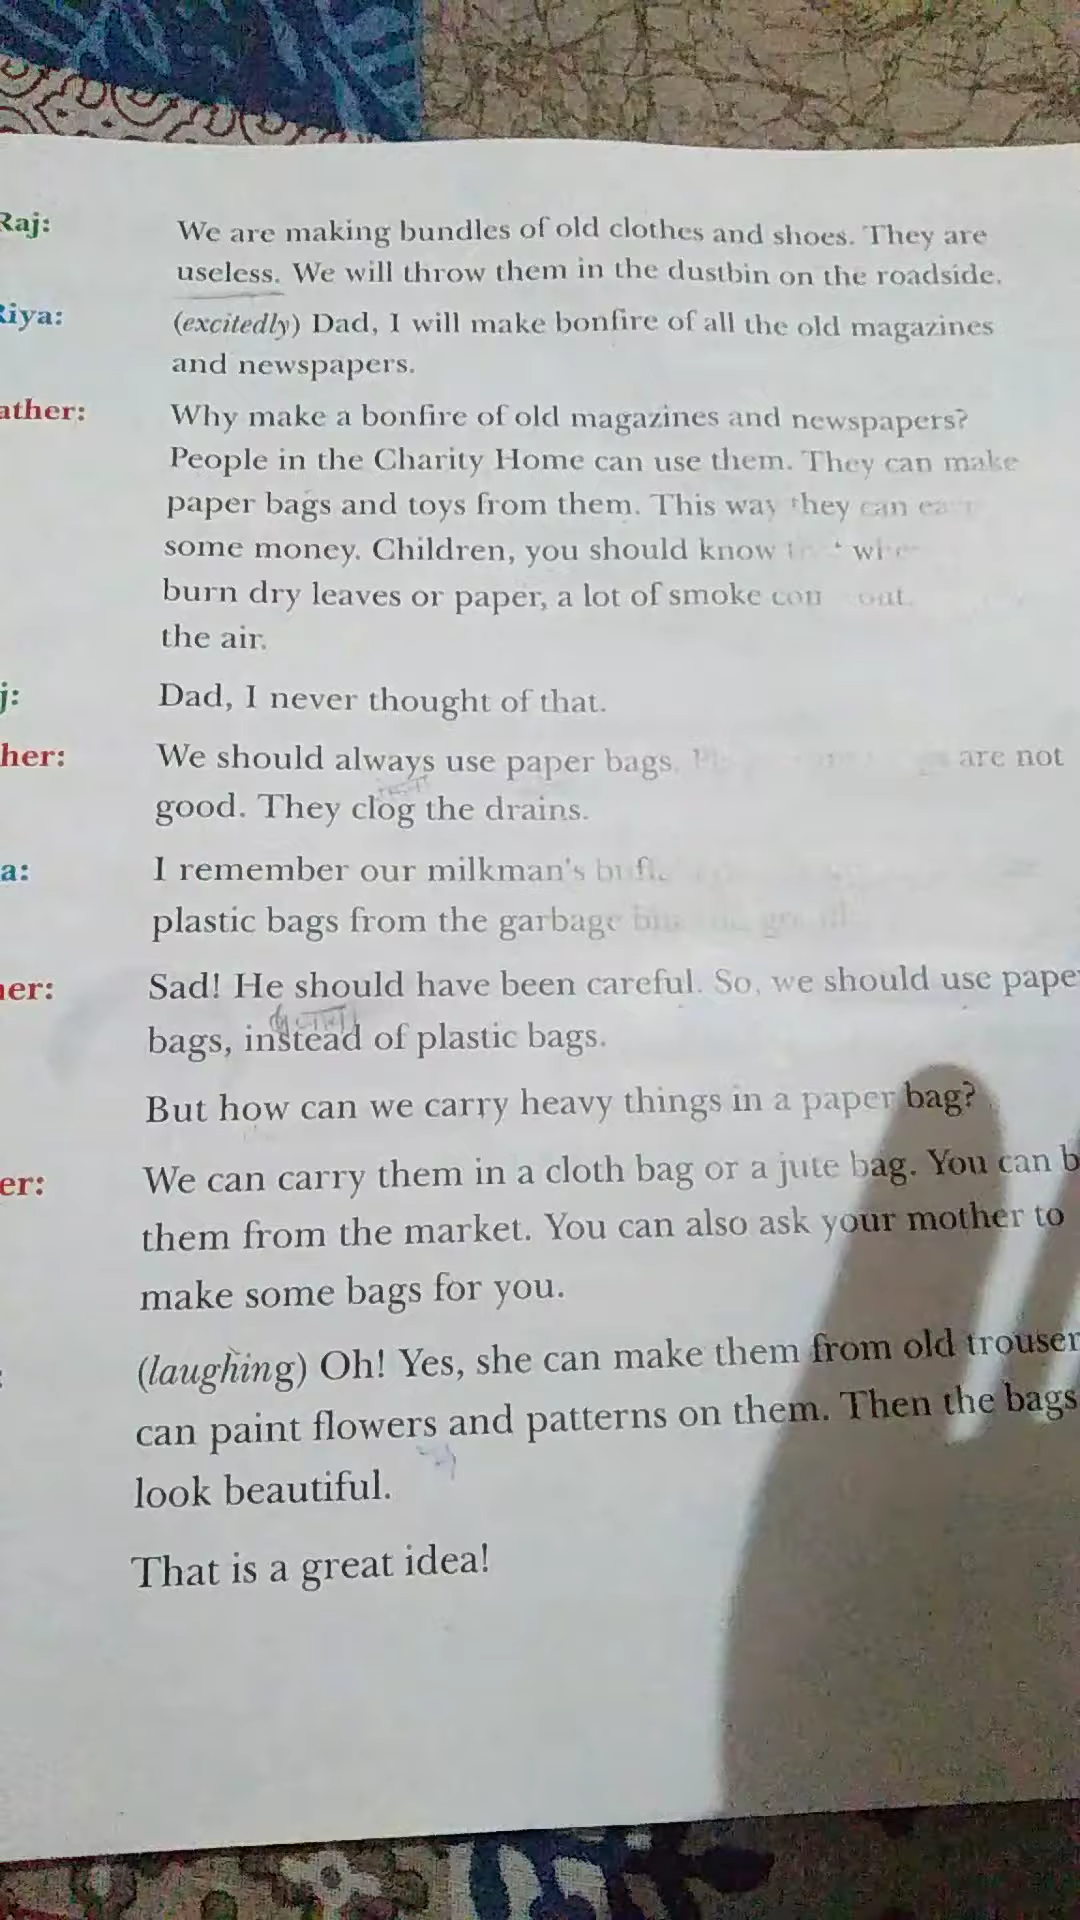 Raj: We are making bundles of old clothes and shoes. They are
useless. We will throw them in the dustbin on the roadside.
Riya: (excitedly) Dad, I will make bonfire of all the old magazines
and newspapers.
ather: Why make a bonfire of old magazines and newspapers?
People in the Charity Home can use them. They can make
paper bags and toys from them. This way they can
some money. Children, you should know
burn dry leaves or paper, a lot of smoke out.
the air.
j: Dad, I never thought of that.
her: We should always use paper bags. are not
good. They clog the drains.
a: I remember our milkman's
plastic bags from the garbage
her: Sad! He should have been careful. So, we should use pape
bags, instead of plastic bags.
But how can we carry heavy things in a paper bag?
er: We can carry them in a cloth bag or a jute bag. You can b
them from the market. You can also ask your mother to
make some bags for you.
: (laughing) Oh! Yes, she can make them from old trouser
can paint flowers and patterns on them. Then the bags
look beautiful.
That is a great idea!